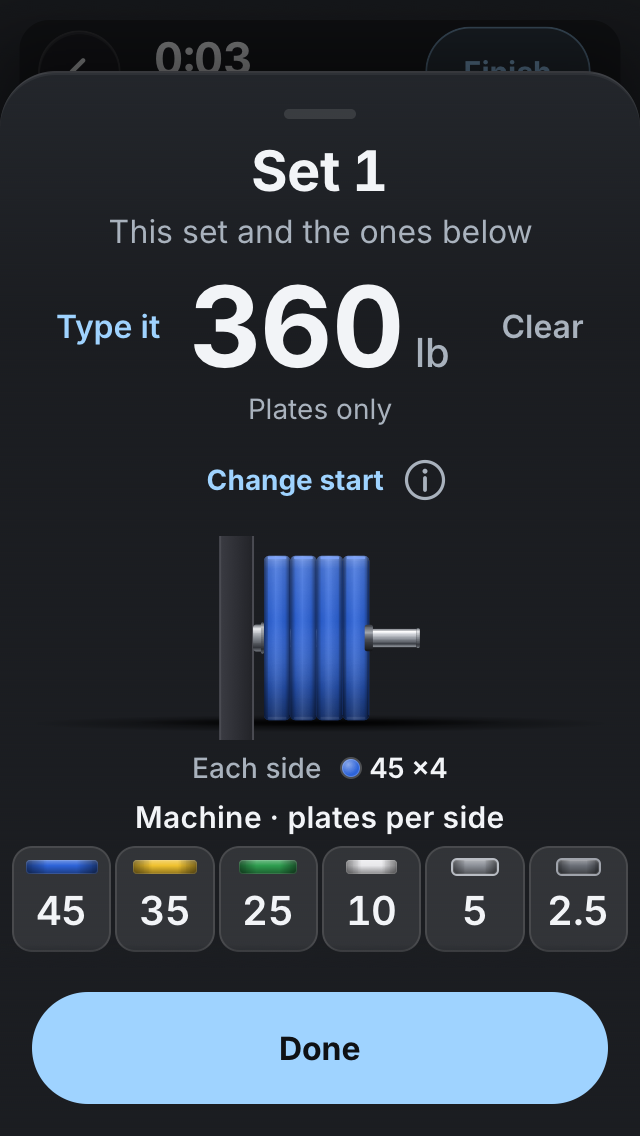 0:03
Finish
Set 1
This set and the ones below
Type it
360 lb
Clear
Plates only
Change start
Each side 45 ×4
Machine · plates per side
45
35
25
10
5
2.5
Done